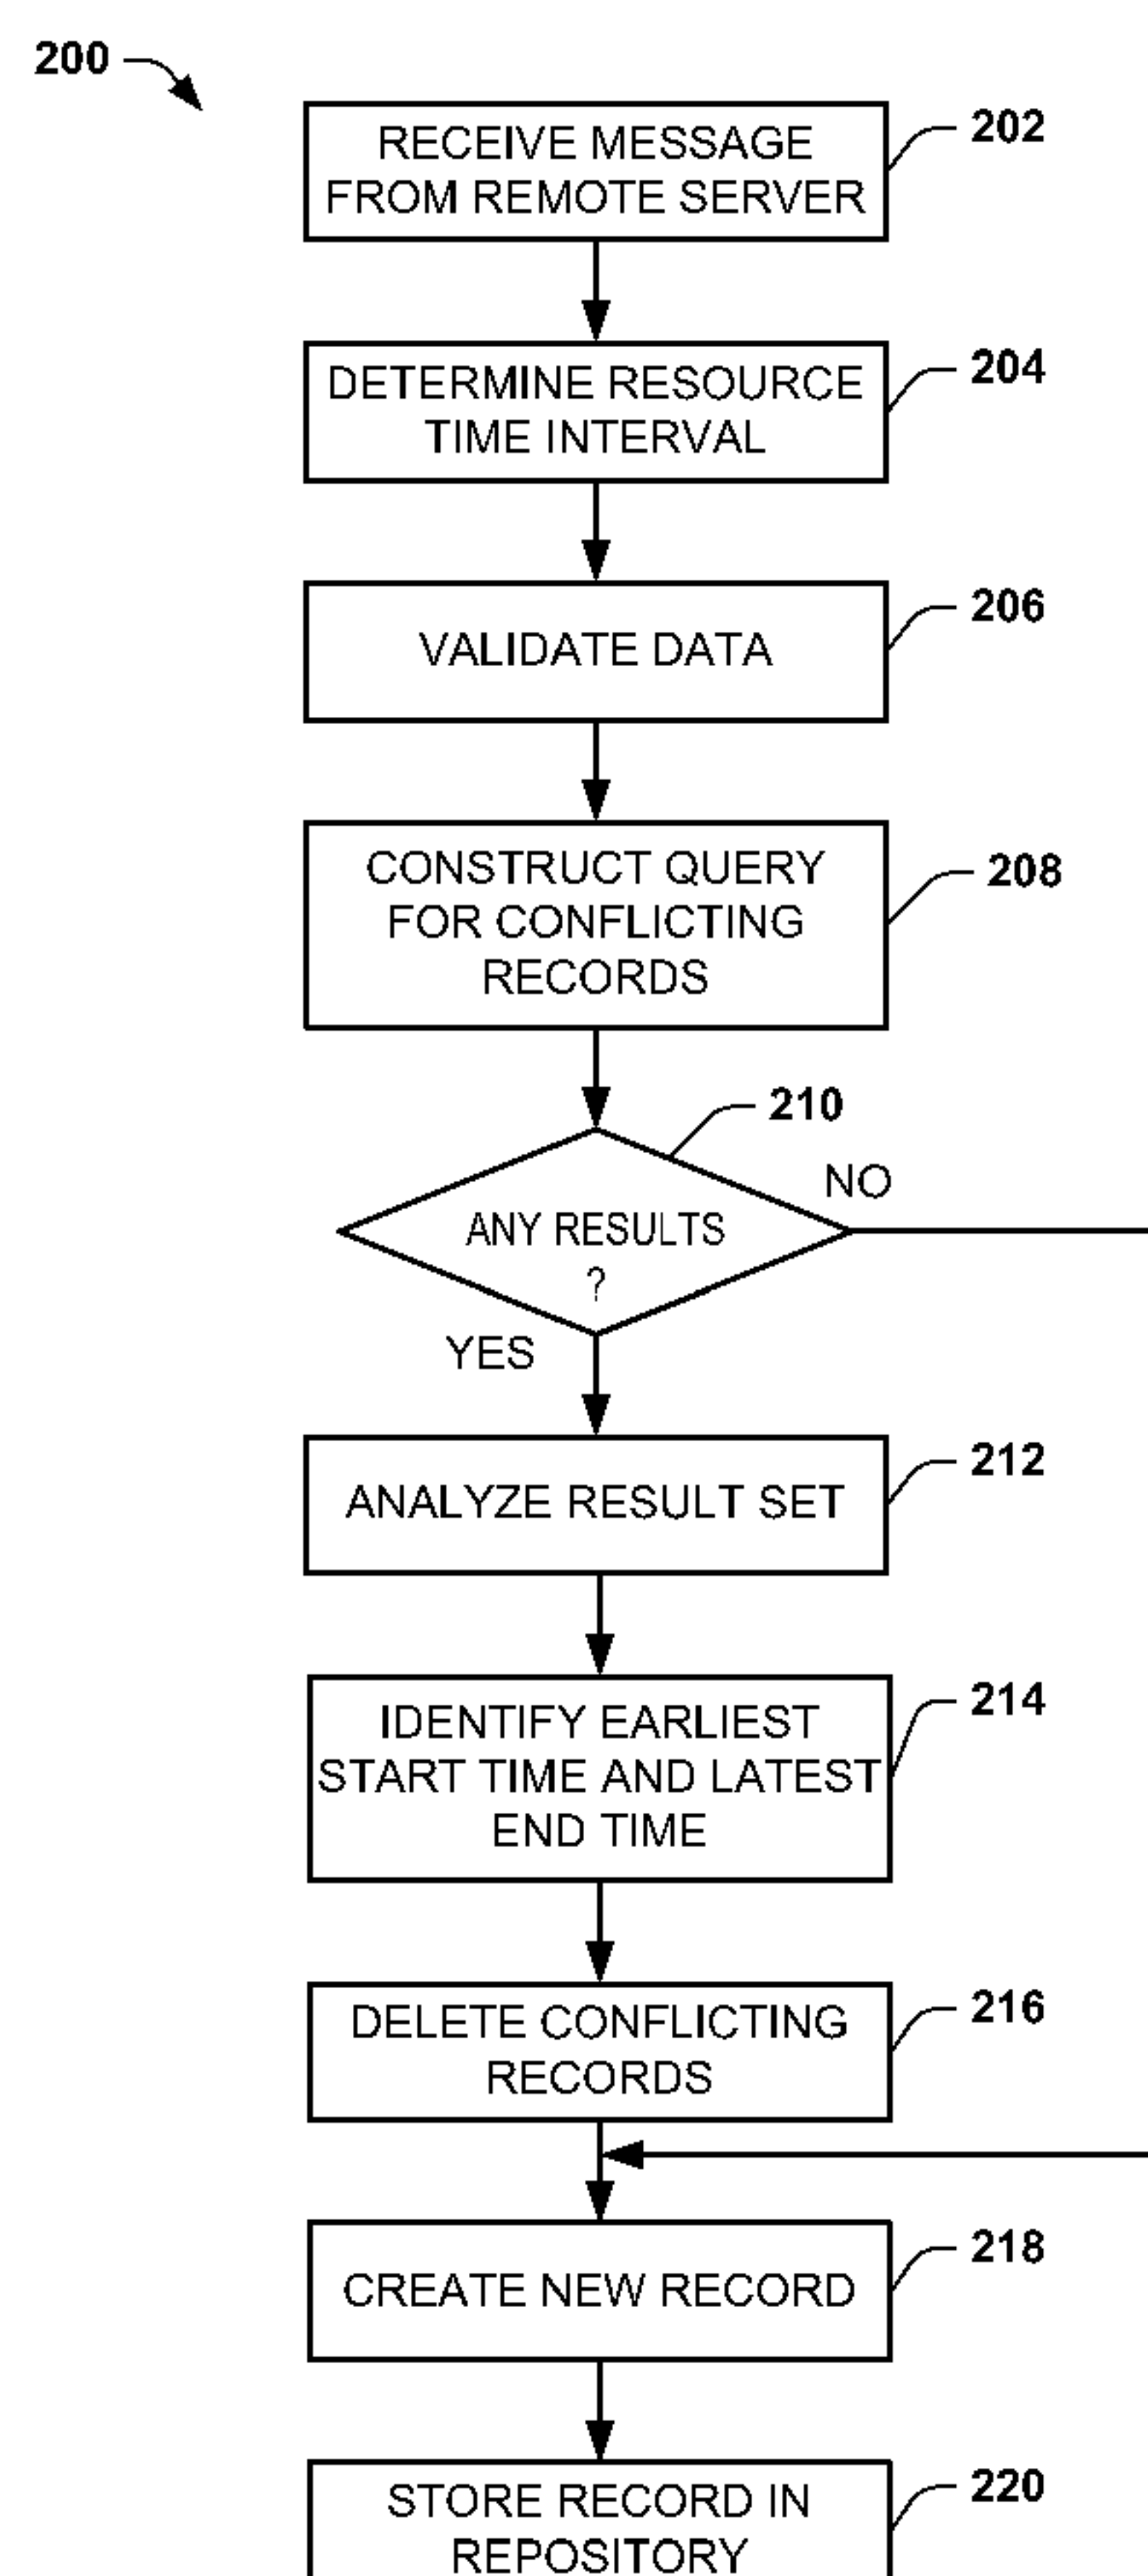 200
RECEIVE MESSAGE
FROM REMOTE SERVER
202
DETERMINE RESOURCE
TIME INTERVAL
204
VALIDATE DATA
206
CONSTRUCT QUERY
FOR CONFLICTING
RECORDS
208
210
NO
ANY RESULTS
?
YES
ANALYZE RESULT SET
212
IDENTIFY EARLIEST
START TIME AND LATEST
END TIME
214
DELETE CONFLICTING
RECORDS
216
CREATE NEW RECORD
218
STORE RECORD IN
REPOSITORY
220